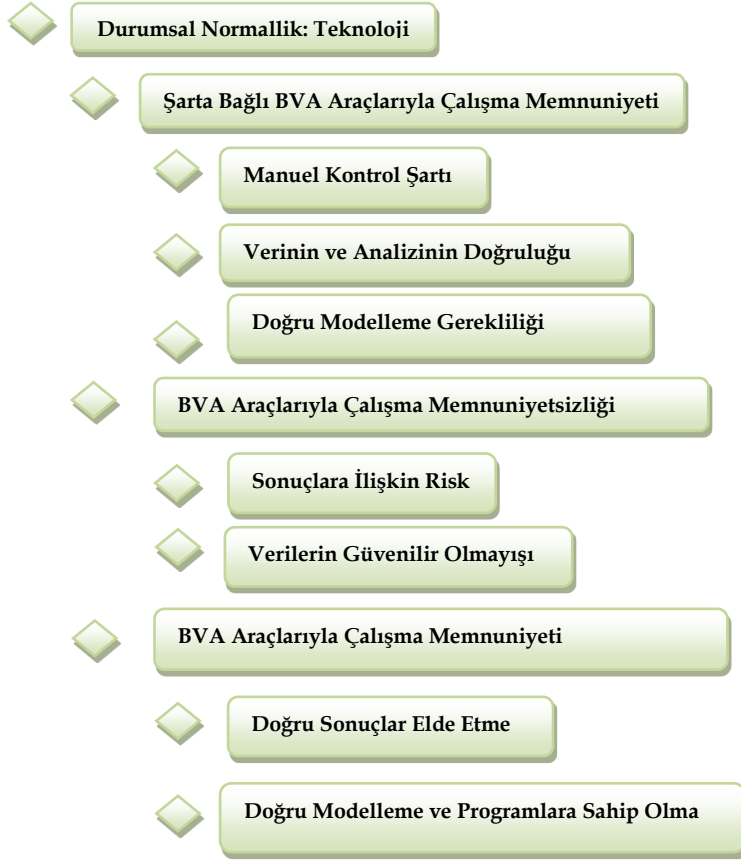 Durumsal Normallik: Teknoloji
Şarta Bağlı BVA Araçlarıyla Çalışma Memnuniyeti
Manuel Kontrol Şartı
Verinin ve Analizinin Doğruluğu
Doğru Modelleme Gerekliliği
BVA Araçlarıyla Çalışma Memnuniyetsizliği
Sonuçlara İlişkin Risk
Verilerin Güvenilir Olmayışı
BVA Araçlarıyla Çalışma Memnuniyeti
Doğru Sonuçlar Elde Etme
Doğru Modelleme ve Programlara Sahip Olma